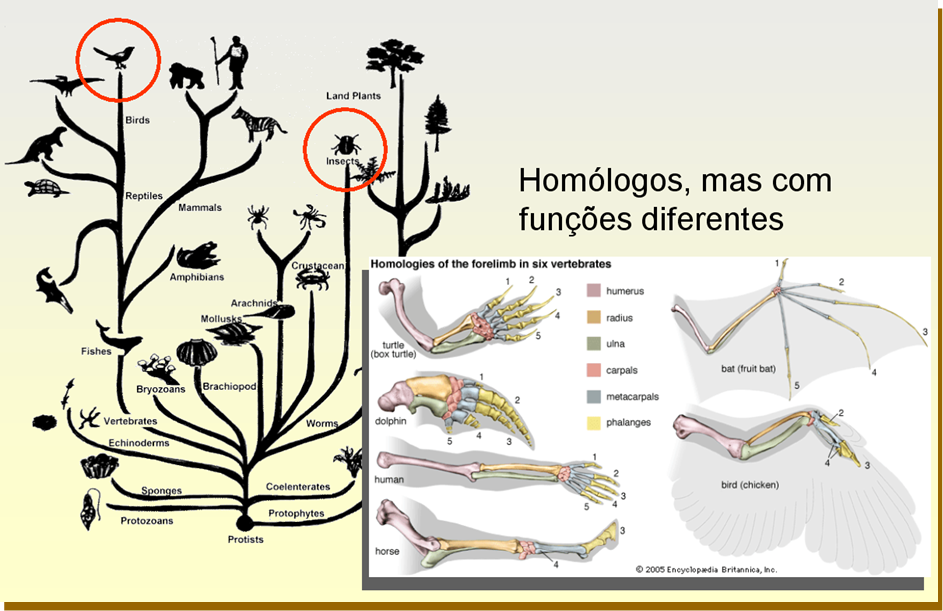 Birds
Land Plants
Insects
Reptiles
Mammals
Amphibians
Crustacean
Arachnids
Mollusks
Fishes
Bryozoans
Brachiopod
Vertebrates
Worms
Echinoderms
Sponges
Coelenterates
Protozoans
Protophytes
Protists
Homólogos, mas com
funções diferentes
Homologies of the forelimb in six vertebrates
1
2
3
4
5
turtle
(box turtle)
1
2
3
4
5
dolphin
1
2
3
4
5
human
3
4
horse
humerus
radius
ulna
carpals
metacarpals
phalanges
1
2
3
4
5
bat (fruit bat)
2
4
3
bird (chicken)
© 2005 Encyclopædia Britannica, Inc.